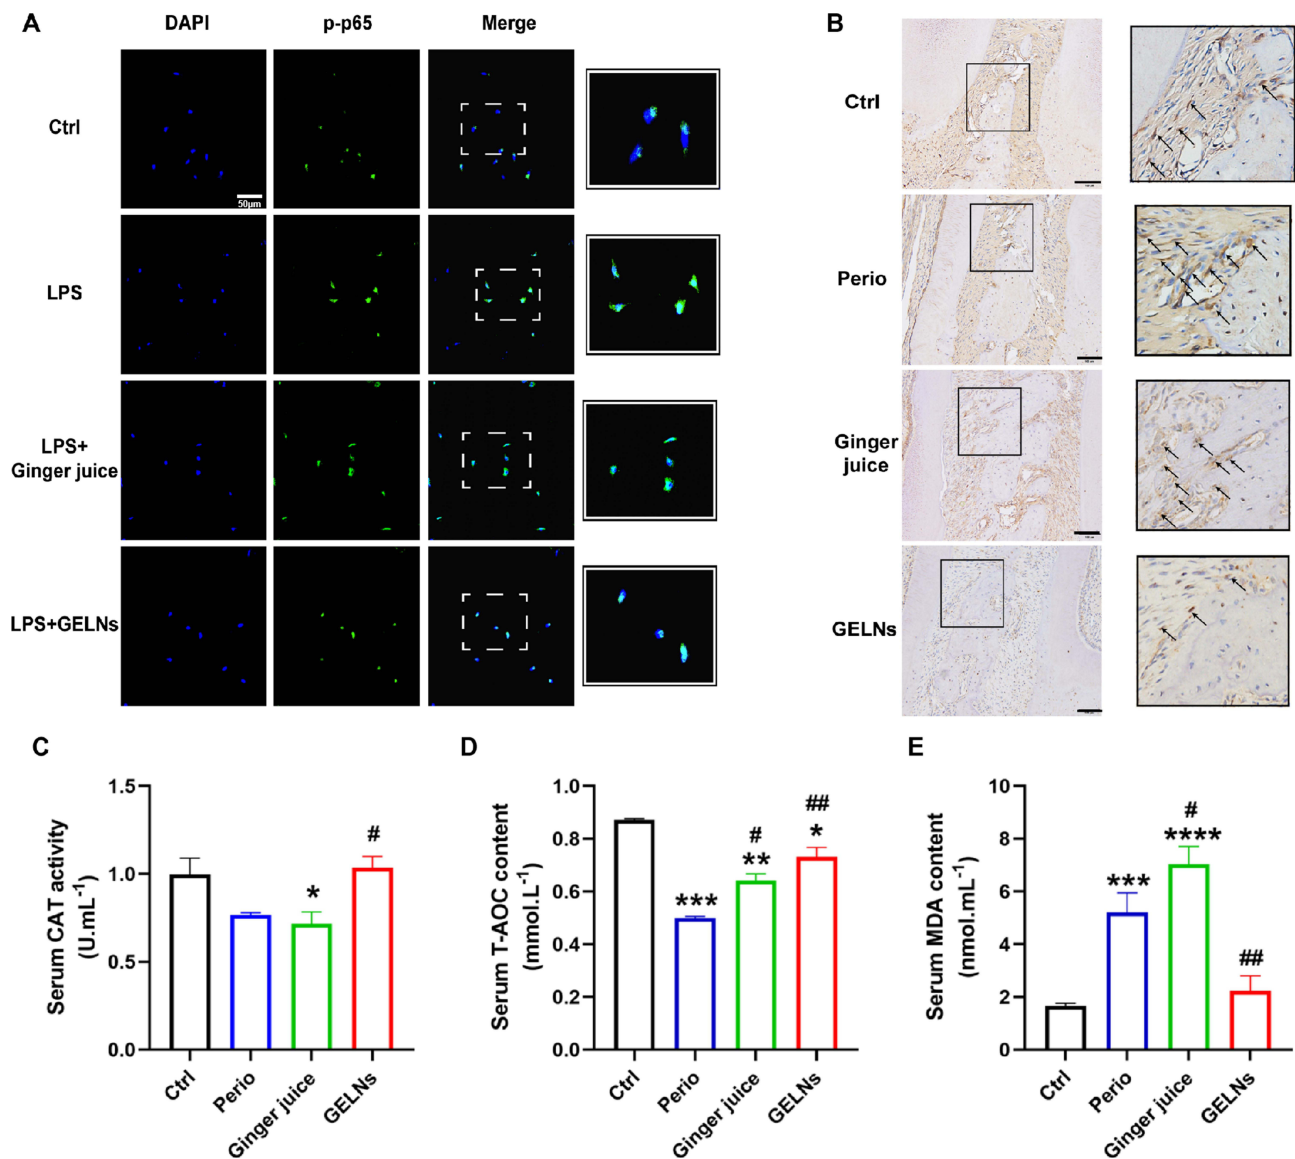 A
DAPI
p-p65
Merge
Ctrl
50μm
LPS
LPS+
Ginger juice
LPS+GELNs
B
Ctrl
Perio
Ginger
juice
GELNs
C
Serum CAT activity
(U.mL⁻¹)
1.5
1.0
0.5
0.0
*
#
Ctrl
Perio
Ginger juice
GELNs
D
Serum T-AOC content
(mmol.L⁻¹)
1.0
0.8
0.6
0.4
0.2
0.0
***
#
**
##
*
Ctrl
Perio
Ginger juice
GELNs
E
Serum MDA content
(nmol.mL⁻¹)
10
8
6
4
2
0
***
#
****
##
Ctrl
Perio
Ginger juice
GELNs